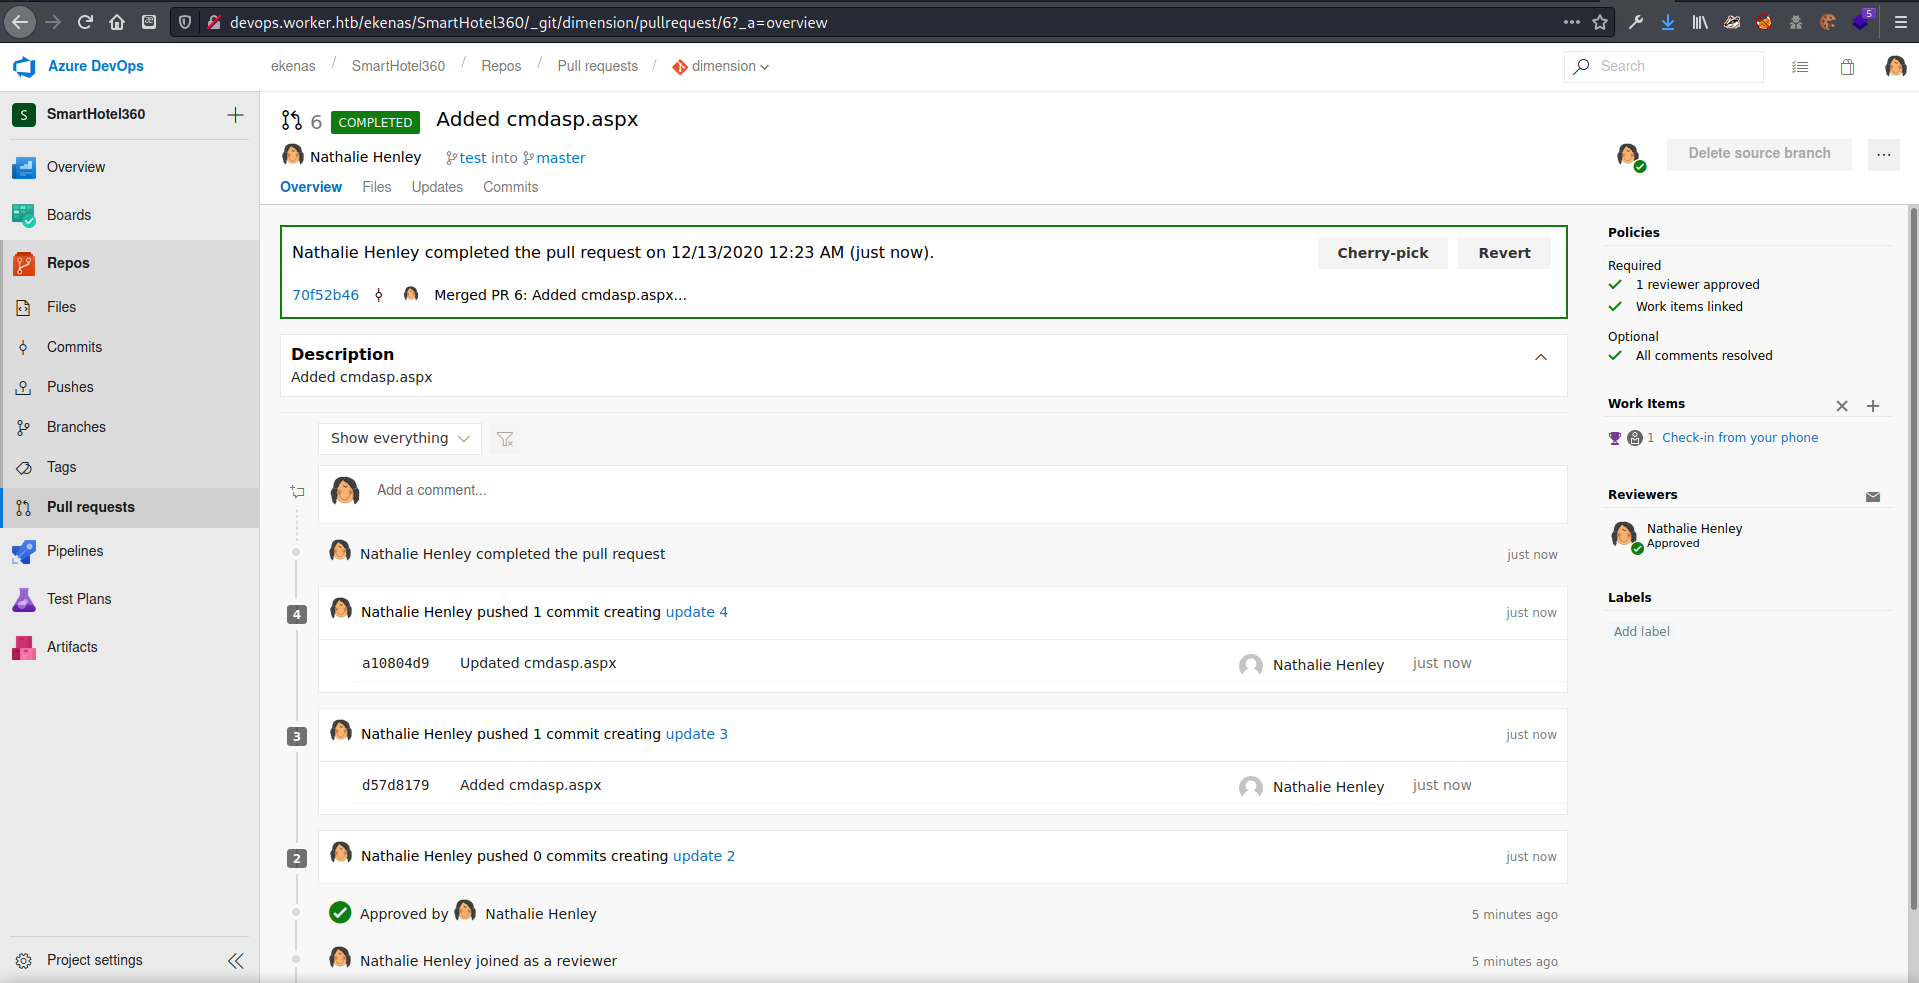 devops.worker.htb/ekenas/SmartHotel360/_git/dimension/pullrequest/6?_a=overview
5
Azure DevOps
ekenas / SmartHotel360 / Repos / Pull requests / dimension
Search
S SmartHotel360
Overview
Boards
Repos
Files
Commits
Pushes
Branches
Tags
Pull requests
Pipelines
Test Plans
Artifacts
Project settings
6 COMPLETED Added cmdasp.aspx
Nathalie Henley test into master
Delete source branch
Overview Files Updates Commits
Nathalie Henley completed the pull request on 12/13/2020 12:23 AM (just now).
Cherry-pick Revert
70f52b46 Merged PR 6: Added cmdasp.aspx...
Description
Added cmdasp.aspx
Show everything
Add a comment...
Nathalie Henley completed the pull request just now
4 Nathalie Henley pushed 1 commit creating update 4 just now
a10804d9 Updated cmdasp.aspx Nathalie Henley just now
3 Nathalie Henley pushed 1 commit creating update 3 just now
d57d8179 Added cmdasp.aspx Nathalie Henley just now
2 Nathalie Henley pushed 0 commits creating update 2 just now
Approved by Nathalie Henley 5 minutes ago
Nathalie Henley joined as a reviewer 5 minutes ago
Policies
Required
1 reviewer approved
Work items linked
Optional
All comments resolved
Work Items
1 Check-in from your phone
Reviewers
Nathalie Henley
Approved
Labels
Add label